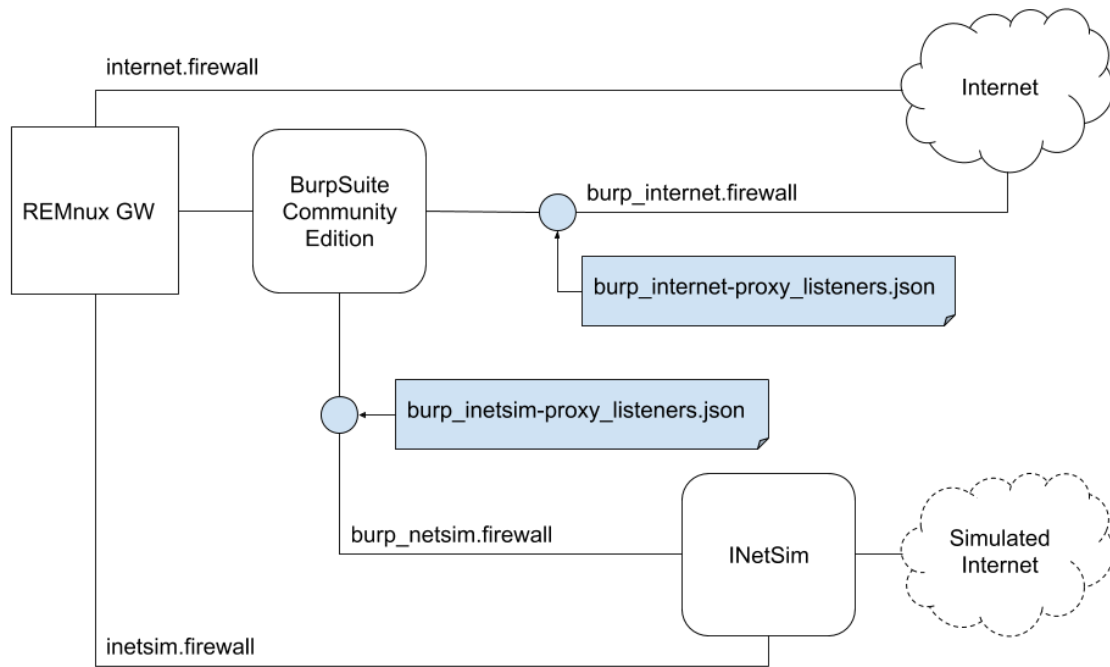 internet.firewall
Internet
REMnux GW
BurpSuite
Community
Edition
burp_internet.firewall
burp_internet-proxy_listeners.json
burp_inetsim-proxy_listeners.json
burp_netsim.firewall
INetSim
Simulated
Internet
inetsim.firewall